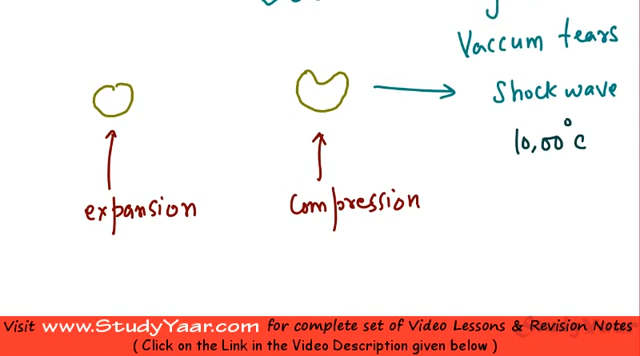 Vaccum tears
Shock wave
10,00°C
expansion
compression
Visit www.StudyYaar.com for complete set of Video Lessons & Revision Notes
( Click on the Link in the Video Description given below )